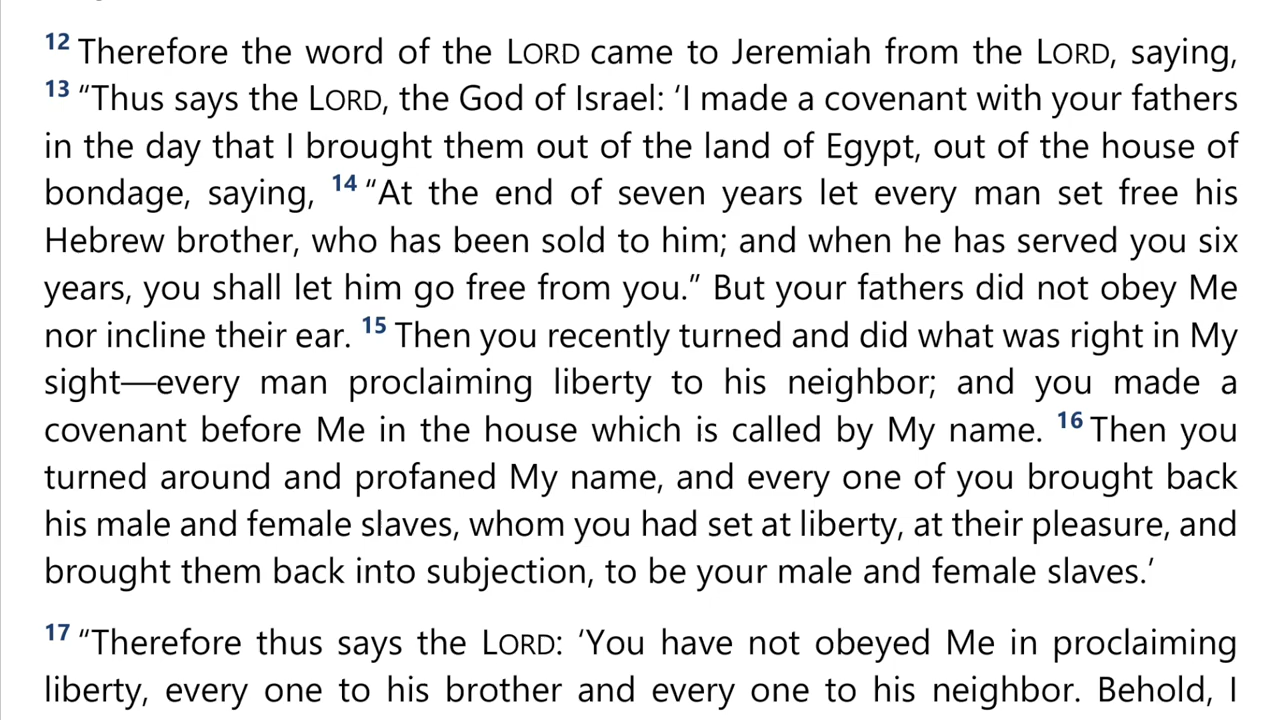 12 Therefore the word of the LORD came to Jeremiah from the LORD, saying,
13 “Thus says the LORD, the God of Israel: ‘I made a covenant with your fathers
in the day that I brought them out of the land of Egypt, out of the house of
bondage, saying, 14 “At the end of seven years let every man set free his
Hebrew brother, who has been sold to him; and when he has served you six
years, you shall let him go free from you.” But your fathers did not obey Me
nor incline their ear. 15 Then you recently turned and did what was right in My
sight—every man proclaiming liberty to his neighbor; and you made a
covenant before Me in the house which is called by My name. 16 Then you
turned around and profaned My name, and every one of you brought back
his male and female slaves, whom you had set at liberty, at their pleasure, and
brought them back into subjection, to be your male and female slaves.’
17 “Therefore thus says the LORD: ‘You have not obeyed Me in proclaiming
liberty, every one to his brother and every one to his neighbor. Behold, I